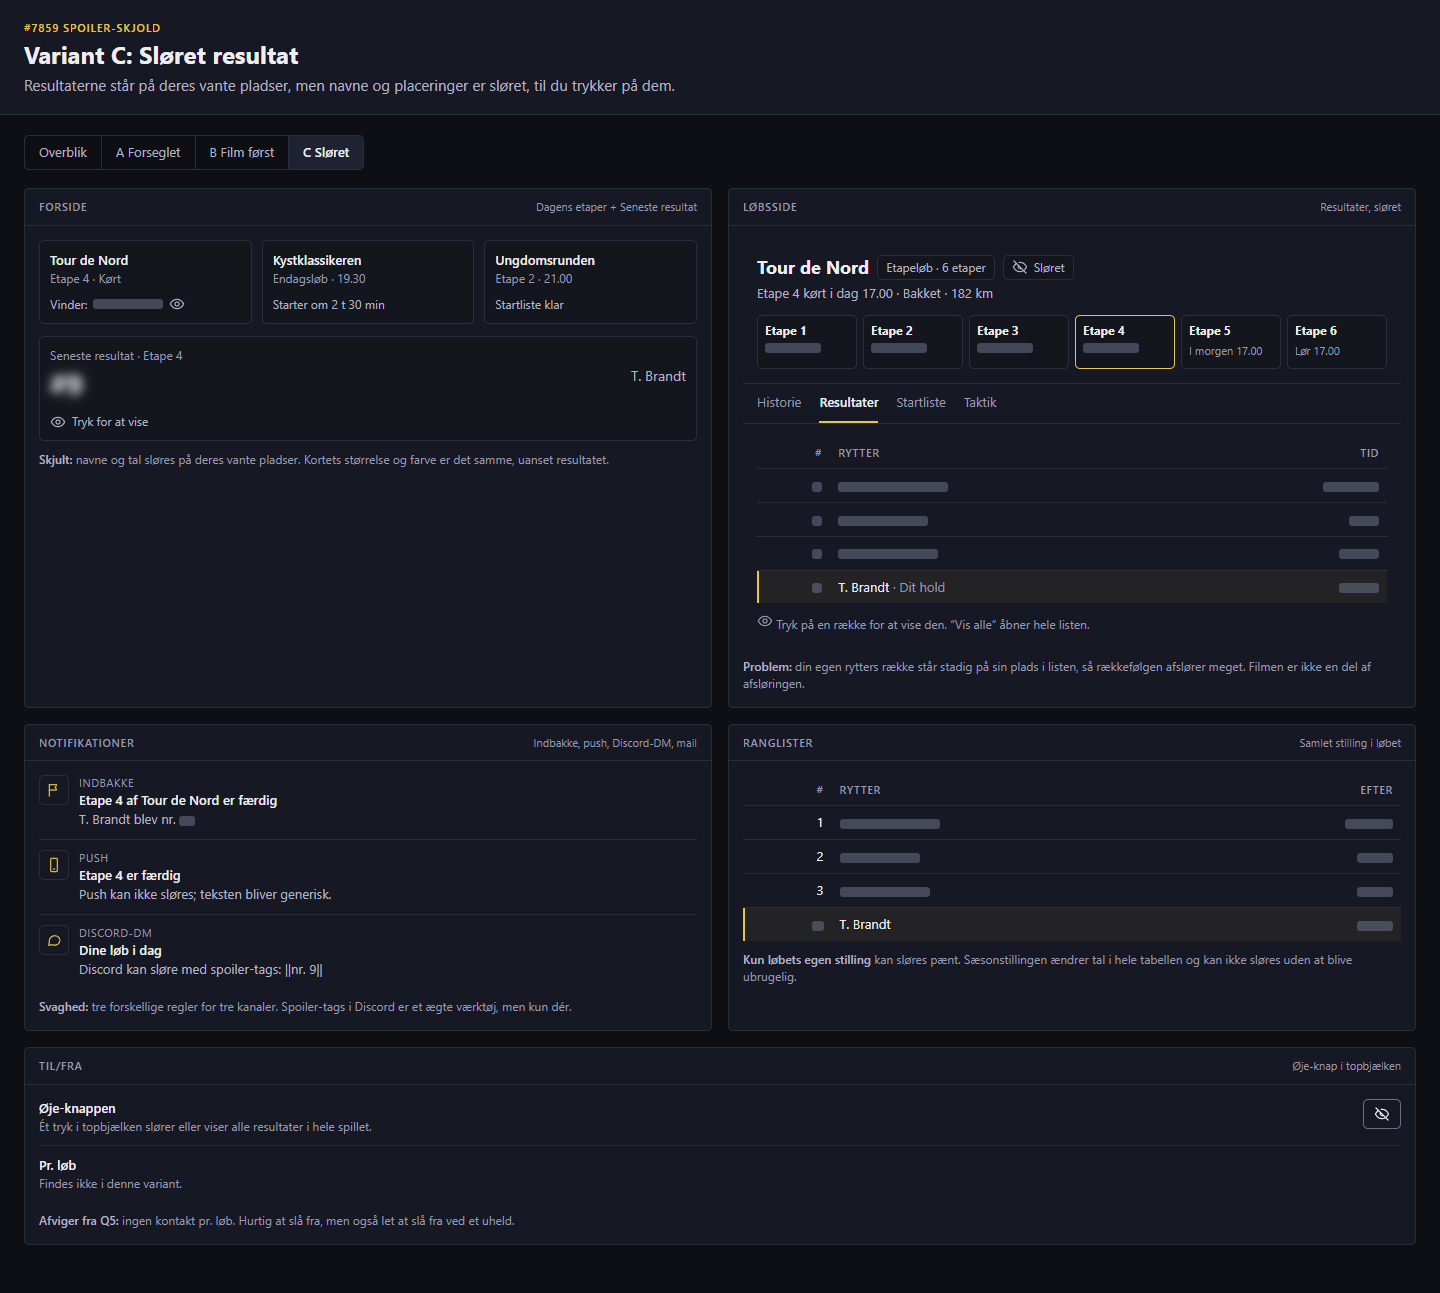 #7859 SPOILER-SKJOLD
Variant C: Sløret resultat
Resultaterne står på deres vante pladser, men navne og placeringer er sløret, til du trykker på dem.
Overblik
A Forseglet
B Film først
C Sløret
FORSIDE
Dagens etaper + Seneste resultat
Tour de Nord
Etape 4 · Kørt
Vinder:
Kystklassikeren
Endagsløb · 19.30
Starter om 2 t 30 min
Ungdomsrunden
Etape 2 · 21.00
Startliste klar
Seneste resultat · Etape 4
T. Brandt
Tryk for at vise
Skjult: navne og tal sløres på deres vante pladser. Kortets størrelse og farve er det samme, uanset resultatet.
LØBSSIDE
Resultater, sløret
Tour de Nord
Etapeløb · 6 etaper
Sløret
Etape 4 kørt i dag 17.00 · Bakket · 182 km
Etape 1
Etape 2
Etape 3
Etape 4
Etape 5
I morgen 17.00
Etape 6
Lør 17.00
Historie
Resultater
Startliste
Taktik
# RYTTER TID
T. Brandt · Dit hold
Tryk på en række for at vise den. "Vis alle" åbner hele listen.
Problem: din egen rytters række står stadig på sin plads i listen, så rækkefølgen afslører meget. Filmen er ikke en del af
afsløringen.
NOTIFIKATIONER
Indbakke, push, Discord-DM, mail
INDBAKKE
Etape 4 af Tour de Nord er færdig
T. Brandt blev nr.
PUSH
Etape 4 er færdig
Push kan ikke sløres; teksten bliver generisk.
DISCORD-DM
Dine løb i dag
Discord kan sløre med spoiler-tags: ||nr. 9||
Svaghed: tre forskellige regler for tre kanaler. Spoiler-tags i Discord er et ægte værktøj, men kun dér.
RANGLISTER
Samlet stilling i løbet
# RYTTER EFTER
1
2
3
T. Brandt
Kun løbets egen stilling kan sløres pænt. Sæsonstillingen ændrer tal i hele tabellen og kan ikke sløres uden at blive
ubrugelig.
TIL/FRA
Øje-knap i topbjælken
Øje-knappen
Ét tryk i topbjælken slører eller viser alle resultater i hele spillet.
Pr. løb
Findes ikke i denne variant.
Afviger fra Q5: ingen kontakt pr. løb. Hurtig at slå fra, men også let at slå fra ved et uheld.